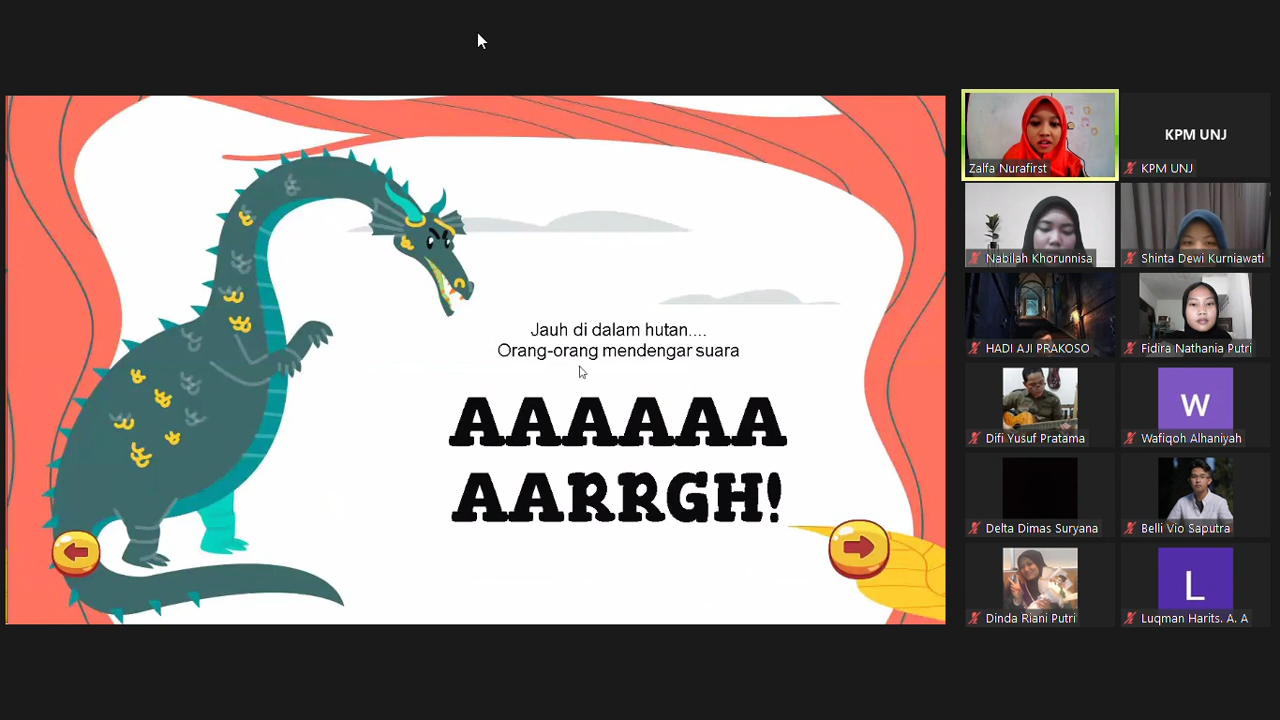 Jauh di dalam hutan....
Orang-orang mendengar suara
AAAAAA
AARRGH!
Zalfa Nurafirst
KPM UNJ
KPM UNJ
Nabilah Khorunnisa
Shinta Dewi Kurniawati
HADI AJI PRAKOSO
Fidira Nathania Putri
Difi Yusuf Pratama
W
Wafiqoh Alhaniyah
Delta Dimas Suryana
Belli Vio Saputra
Dinda Riani Putri
L
Luqman Harits. A. A